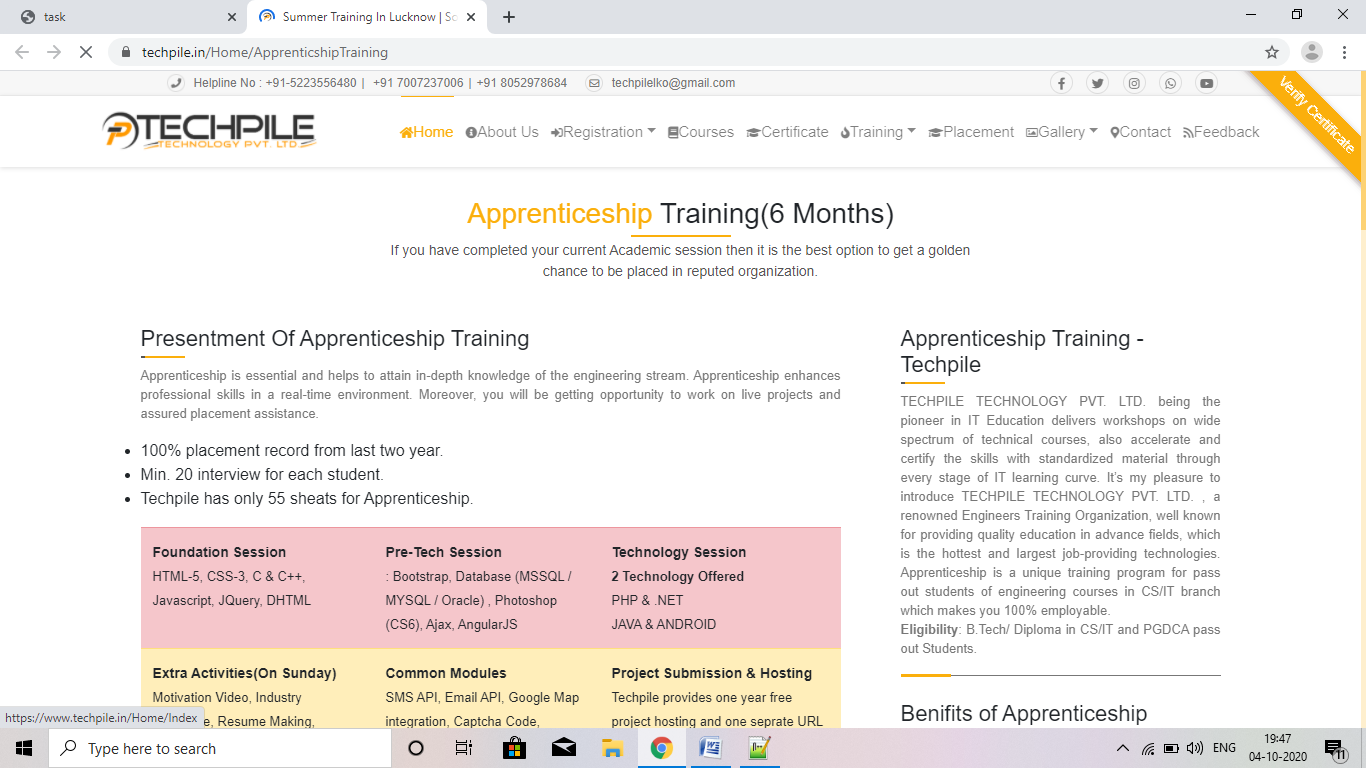 task
Summer Training In Lucknow | Sc
techpile.in/Home/ApprenticshipTraining
Helpline No : +91-5223556480 | +91 7007237006 | +91 8052978684 techpilelko@gmail.com
Verify Certificate
TECHPILE
TECHNOLOGY PVT. LTD.
Home About Us Registration Courses Certificate Training Placement Gallery Contact Feedback
Apprenticeship Training(6 Months)
If you have completed your current Academic session then it is the best option to get a golden
chance to be placed in reputed organization.
Presentment Of Apprenticeship Training
Apprenticeship is essential and helps to attain in-depth knowledge of the engineering stream. Apprenticeship enhances
professional skills in a real-time environment. Moreover, you will be getting opportunity to work on live projects and
assured placement assistance.
100% placement record from last two year.
Min. 20 interview for each student.
Techpile has only 55 sheats for Apprenticeship.
Foundation Session
HTML-5, CSS-3, C & C++,
Javascript, JQuery, DHTML
Pre-Tech Session
: Bootstrap, Database (MSSQL /
MYSQL / Oracle) , Photoshop
(CS6), Ajax, AngularJS
Technology Session
2 Technology Offered
PHP & .NET
JAVA & ANDROID
Extra Activities(On Sunday)
Motivation Video, Industry
Resume Making,
Common Modules
SMS API, Email API, Google Map
integration, Captcha Code,
Project Submission & Hosting
Techpile provides one year free
project hosting and one seprate URL
Apprenticeship Training -
Techpile
TECHPILE TECHNOLOGY PVT. LTD. being the
pioneer in IT Education delivers workshops on wide
spectrum of technical courses, also accelerate and
certify the skills with standardized material through
every stage of IT learning curve. It's my pleasure to
introduce TECHPILE TECHNOLOGY PVT. LTD. , a
renowned Engineers Training Organization, well known
for providing quality education in advance fields, which
is the hottest and largest job-providing technologies.
Apprenticeship is a unique training program for pass
out students of engineering courses in CS/IT branch
which makes you 100% employable.
Eligibility: B.Tech/ Diploma in CS/IT and PGDCA pass
out Students.
Benifits of Apprenticeship
https://www.techpile.in/Home/Index
Type here to search
ENG
19:47
04-10-2020
11